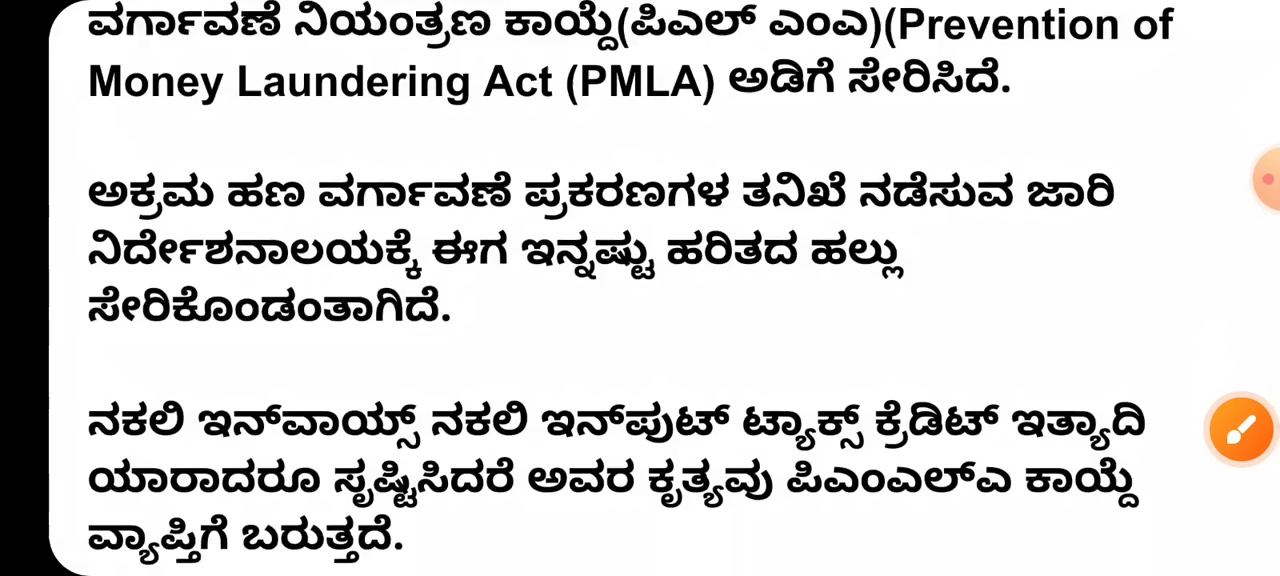 ವರ್ಗಾವಣೆ ನಿಯಂತ್ರಣ ಕಾಯ್ದೆ(ಪಿಎಲ್ ಎಂಎ)(Prevention of
Money Laundering Act (PMLA) ಅಡಿಗೆ ಸೇರಿಸಿದೆ.
ಅಕ್ರಮ ಹಣ ವರ್ಗಾವಣೆ ಪ್ರಕರಣಗಳ ತನಿಖೆ ನಡೆಸುವ ಜಾರಿ
ನಿರ್ದೇಶನಾಲಯಕ್ಕೆ ಈಗ ಇನ್ನಷ್ಟು ಹರಿತದ ಹಲ್ಲು
ಸೇರಿಕೊಂಡಂತಾಗಿದೆ.
ನಕಲಿ ಇನ್‌ವಾಯ್ಸ್ ನಕಲಿ ಇನ್‌ಪುಟ್ ಟ್ಯಾಕ್ಸ್ ಕ್ರೆಡಿಟ್ ಇತ್ಯಾದಿ
ಯಾರಾದರೂ ಸೃಷ್ಟಿಸಿದರೆ ಅವರ ಕೃತ್ಯವು ಪಿಎಂಎಲ್‌ಎ ಕಾಯ್ದೆ
ವ್ಯಾಪ್ತಿಗೆ ಬರುತ್ತದೆ.